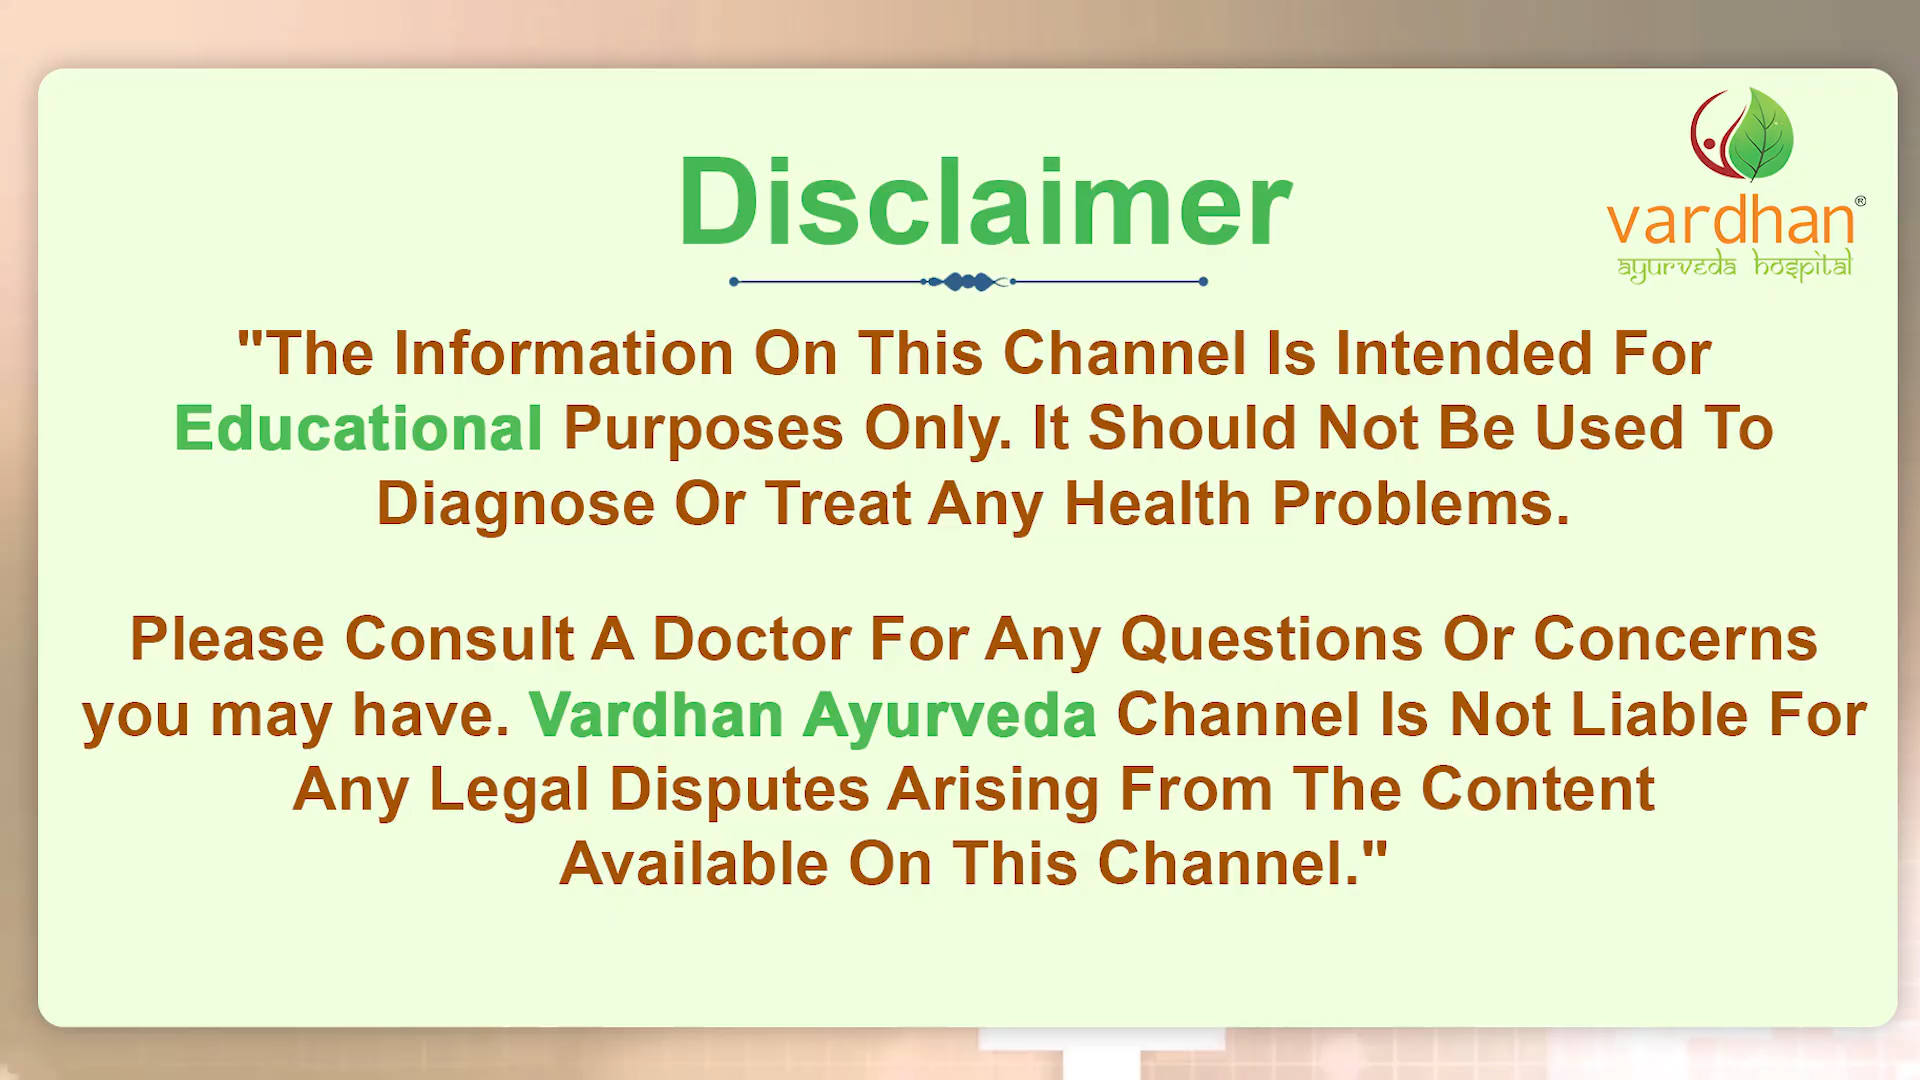 vardhan®
ayurveda hospital
Disclaimer
"The Information On This Channel Is Intended For
Educational Purposes Only. It Should Not Be Used To
Diagnose Or Treat Any Health Problems.
Please Consult A Doctor For Any Questions Or Concerns
you may have. Vardhan Ayurveda Channel Is Not Liable For
Any Legal Disputes Arising From The Content
Available On This Channel."